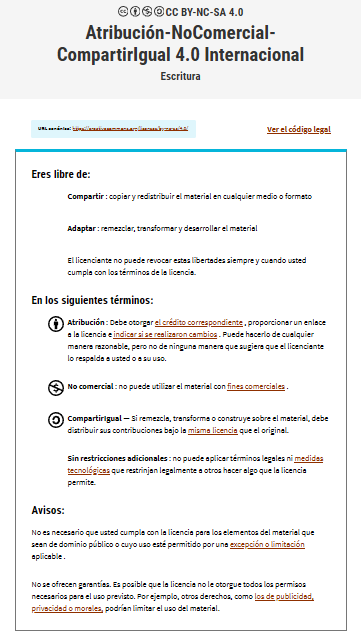 CC BY-NC-SA 4.0
Atribución-NoComercial-
CompartirIgual 4.0 Internacional
Escritura
URL canónico: https://creativecommons.org/licenses/by-nc-sa/4.0/
Ver el código legal
Eres libre de:
Compartir : copiar y redistribuir el material en cualquier medio o formato
Adaptar : remezclar, transformar y desarrollar el material
El licenciante no puede revocar estas libertades siempre y cuando usted
cumpla con los términos de la licencia.
En los siguientes términos:
Atribución : Debe otorgar el crédito correspondiente , proporcionar un enlace
a la licencia e indicar si se realizaron cambios . Puede hacerlo de cualquier
manera razonable, pero no de ninguna manera que sugiera que el licenciante
lo respalda a usted o a su uso.
No comercial : no puede utilizar el material con fines comerciales .
CompartirIgual — Si remezcla, transforma o construye sobre el material, debe
distribuir sus contribuciones bajo la misma licencia que el original.
Sin restricciones adicionales : no puede aplicar términos legales ni medidas
tecnológicas que restrinjan legalmente a otros hacer algo que la licencia
permite.
Avisos:
No es necesario que usted cumpla con la licencia para los elementos del material que
sean de dominio público o cuyo uso esté permitido por una excepción o limitación
aplicable .
No se ofrecen garantías. Es posible que la licencia no le otorgue todos los permisos
necesarios para el uso previsto. Por ejemplo, otros derechos, como los de publicidad,
privacidad o morales, podrían limitar el uso del material.